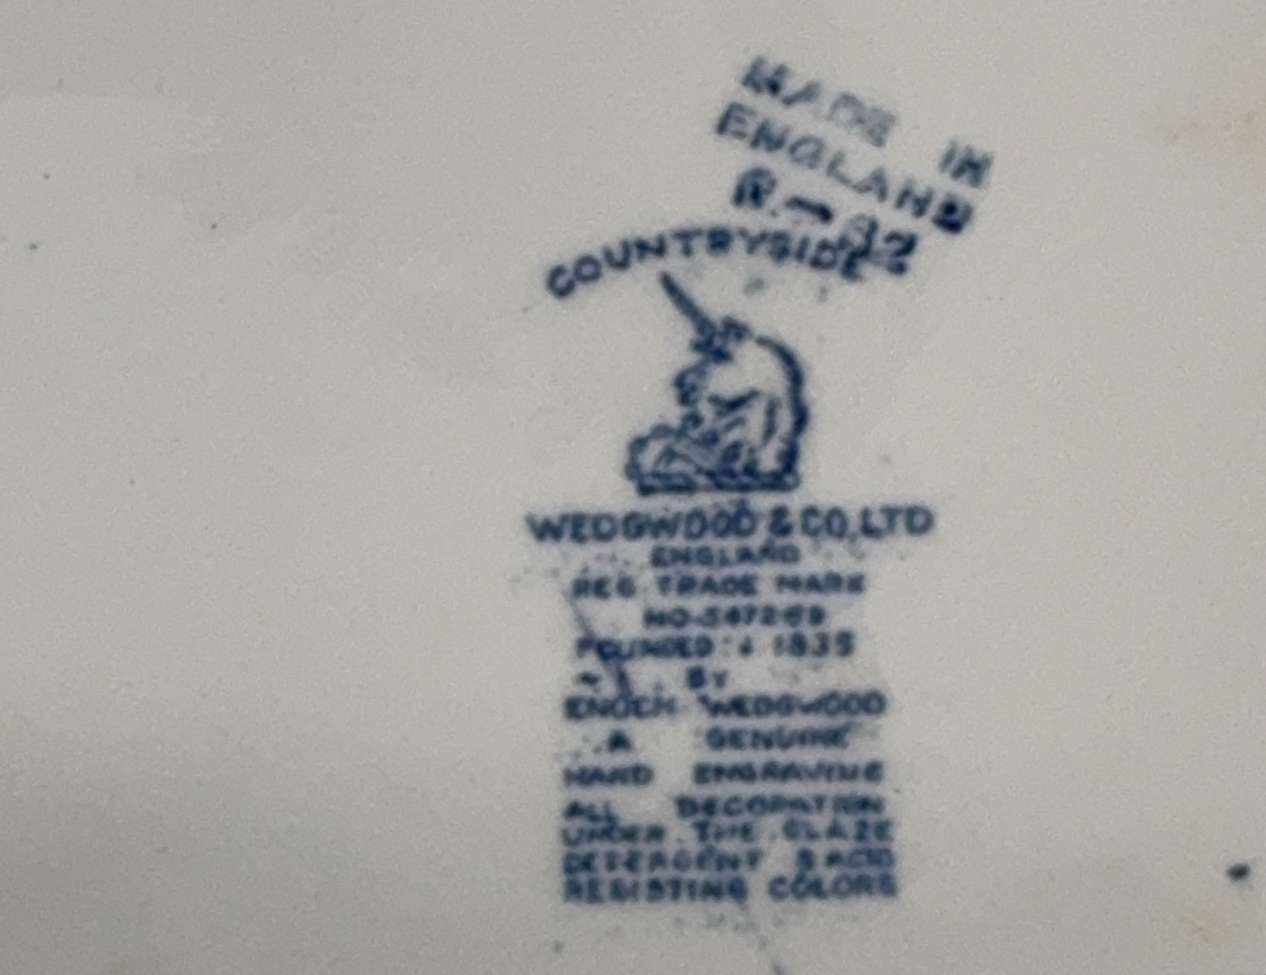 MADE IN
ENGLAND
COUNTRYSIDE
WEDGWOOD & CO, LTD
ENGLAND
REG TRADE MARK
NO.
FOUNDED 1835
BY
ENOCH WEDGWOOD
A GENUINE
HAND ENGRAVING
ALL DECORATION
UNDER THE GLAZE
DETERGENT & ACID
RESISTING COLORS